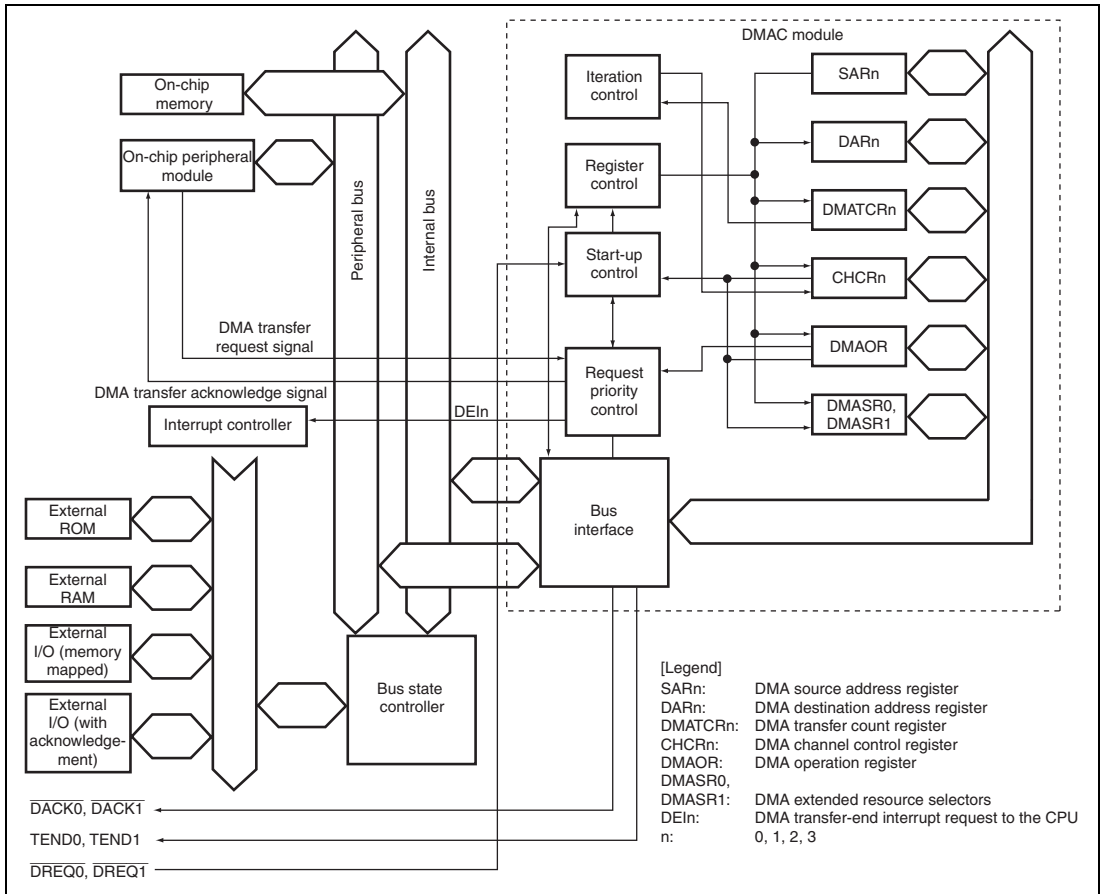 DMAC module
On-chip
memory
On-chip peripheral
module
Peripheral bus
Internal bus
Iteration
control
Register
control
Start-up
control
Request
priority
control
SARn
DARn
DMATCRn
CHCRn
DMAOR
DMASR0,
DMASR1
DMA transfer
request signal
DMA transfer acknowledge signal
Interrupt controller
DEIn
Bus
interface
External
ROM
External
RAM
External
I/O (memory
mapped)
External
I/O (with
acknowledge-
ment)
Bus state
controller
DACK0, DACK1
TEND0, TEND1
DREQ0, DREQ1
[Legend]
SARn: DMA source address register
DARn: DMA destination address register
DMATCRn: DMA transfer count register
CHCRn: DMA channel control register
DMAOR: DMA operation register
DMASR0,
DMASR1: DMA extended resource selectors
DEIn: DMA transfer-end interrupt request to the CPU
n: 0, 1, 2, 3